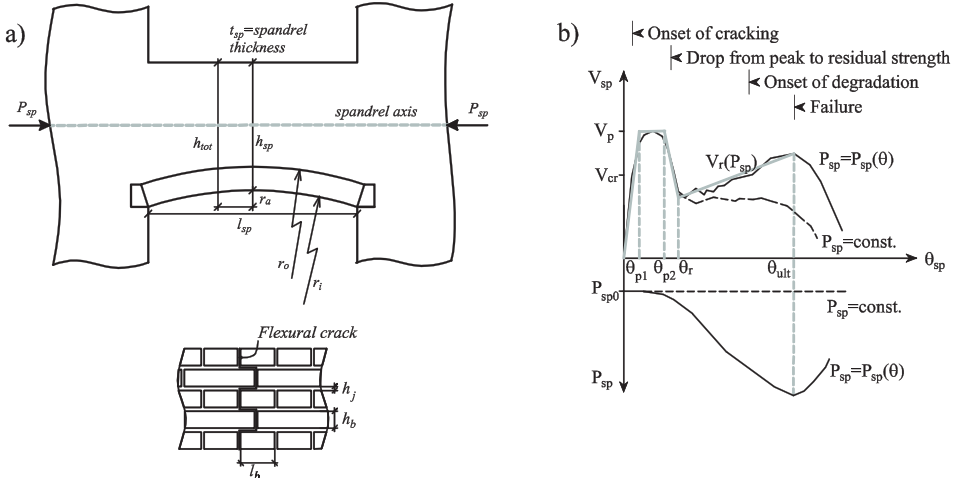 a)
t_sp=spandrel
thickness
P_sp
spandrel axis
P_sp
h_tot
h_sp
r_a
l_sp
r_o
r_i
Flexural crack
h_j
h_b
l_b
b)
Onset of cracking
Drop from peak to residual strength
Onset of degradation
Failure
V_sp
V_p
V_cr
V_r(P_sp)
P_sp=P_sp(θ)
P_sp=const.
θ_p1
θ_p2
θ_r
θ_ult
θ_sp
P_sp0
P_sp=const.
P_sp
P_sp=P_sp(θ)